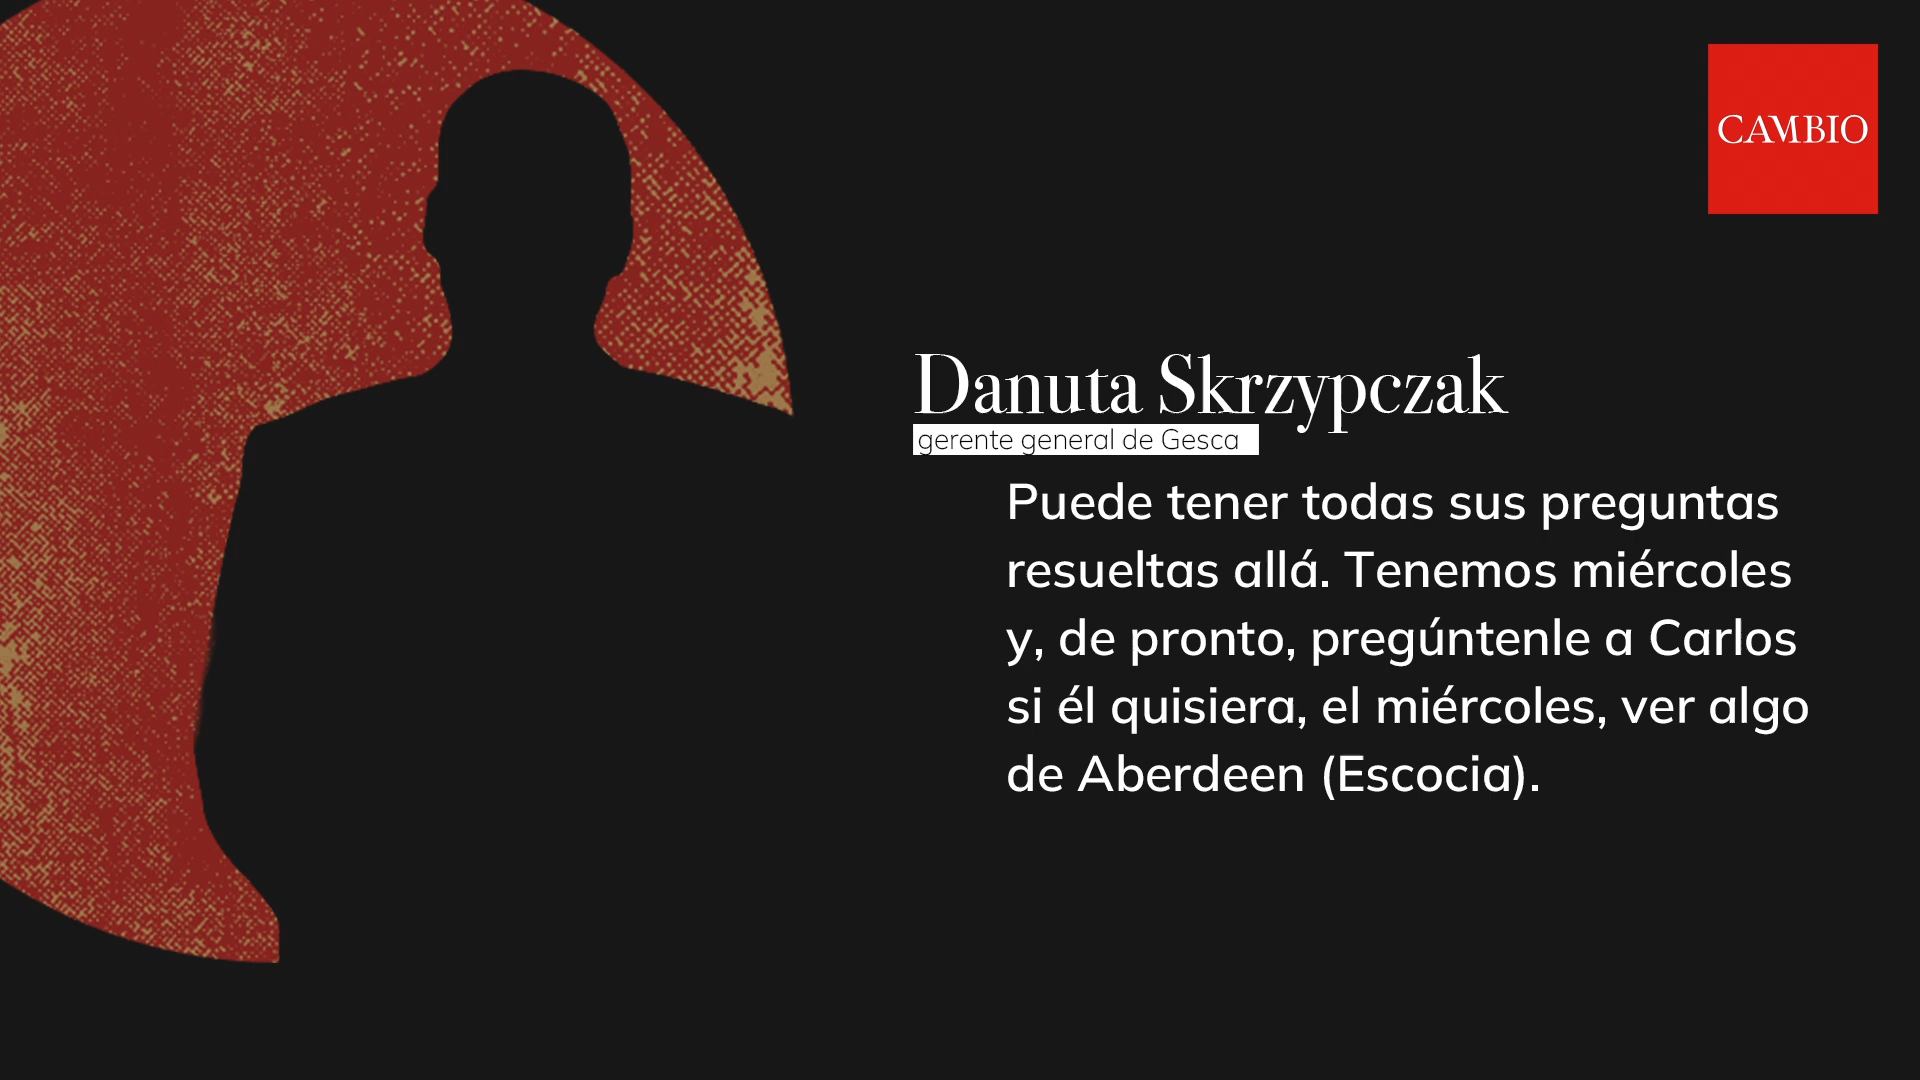 CAMBIO
Danuta Skrzypczak
gerente general de Gesca
Puede tener todas sus preguntas
resueltas allá. Tenemos miércoles
y, de pronto, pregúntenle a Carlos
si él quisiera, el miércoles, ver algo
de Aberdeen (Escocia).